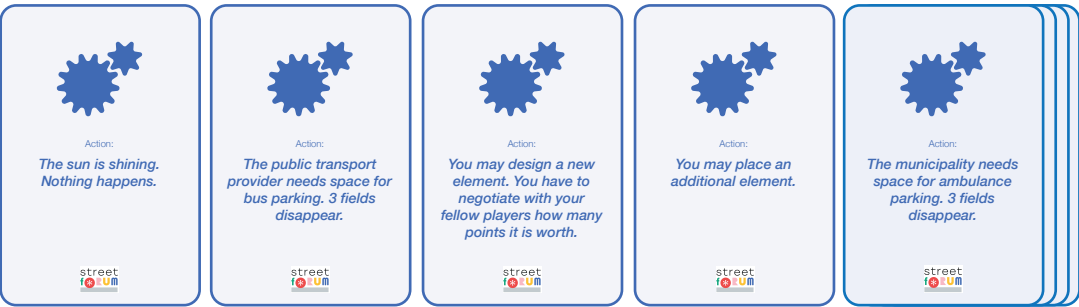 Action:
The sun is shining.
Nothing happens.
street
fORUM
Action:
The public transport
provider needs space for
bus parking. 3 fields
disappear.
street
fORUM
Action:
You may design a new
element. You have to
negotiate with your
fellow players how many
points it is worth.
street
fORUM
Action:
You may place an
additional element.
street
fORUM
Action:
The municipality needs
space for ambulance
parking. 3 fields
disappear.
street
fORUM